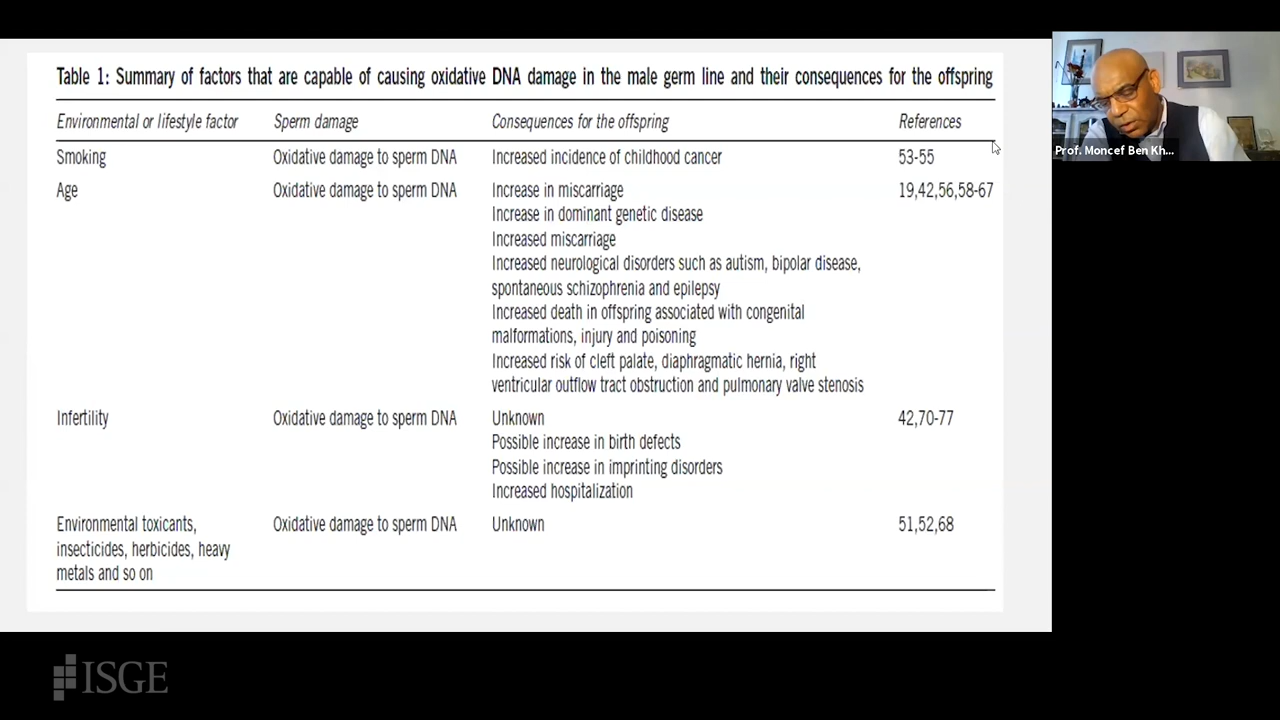 Table 1: Summary of factors that are capable of causing oxidative DNA damage in the male germ line and their consequences for the offspring
Environmental or lifestyle factor Sperm damage Consequences for the offspring References
Smoking Oxidative damage to sperm DNA Increased incidence of childhood cancer 53-55
Age Oxidative damage to sperm DNA Increase in miscarriage 19,42,56,58-67
Increase in dominant genetic disease
Increased miscarriage
Increased neurological disorders such as autism, bipolar disease,
spontaneous schizophrenia and epilepsy
Increased death in offspring associated with congenital
malformations, injury and poisoning
Increased risk of cleft palate, diaphragmatic hernia, right
ventricular outflow tract obstruction and pulmonary valve stenosis
Infertility Oxidative damage to sperm DNA Unknown 42,70-77
Possible increase in birth defects
Possible increase in imprinting disorders
Increased hospitalization
Environmental toxicants, Oxidative damage to sperm DNA Unknown 51,52,68
insecticides, herbicides, heavy
metals and so on
Prof. Moncef Ben Kh...
ISGE